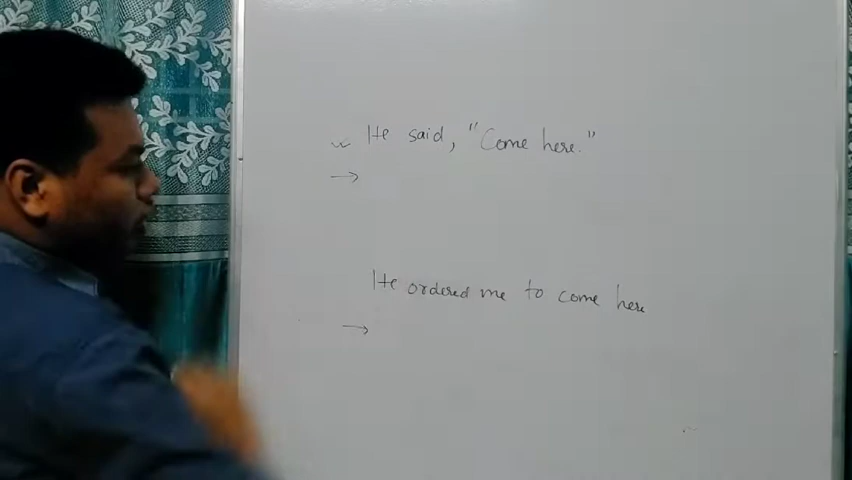 He said, "Come here."
→
He ordered me to come here
→